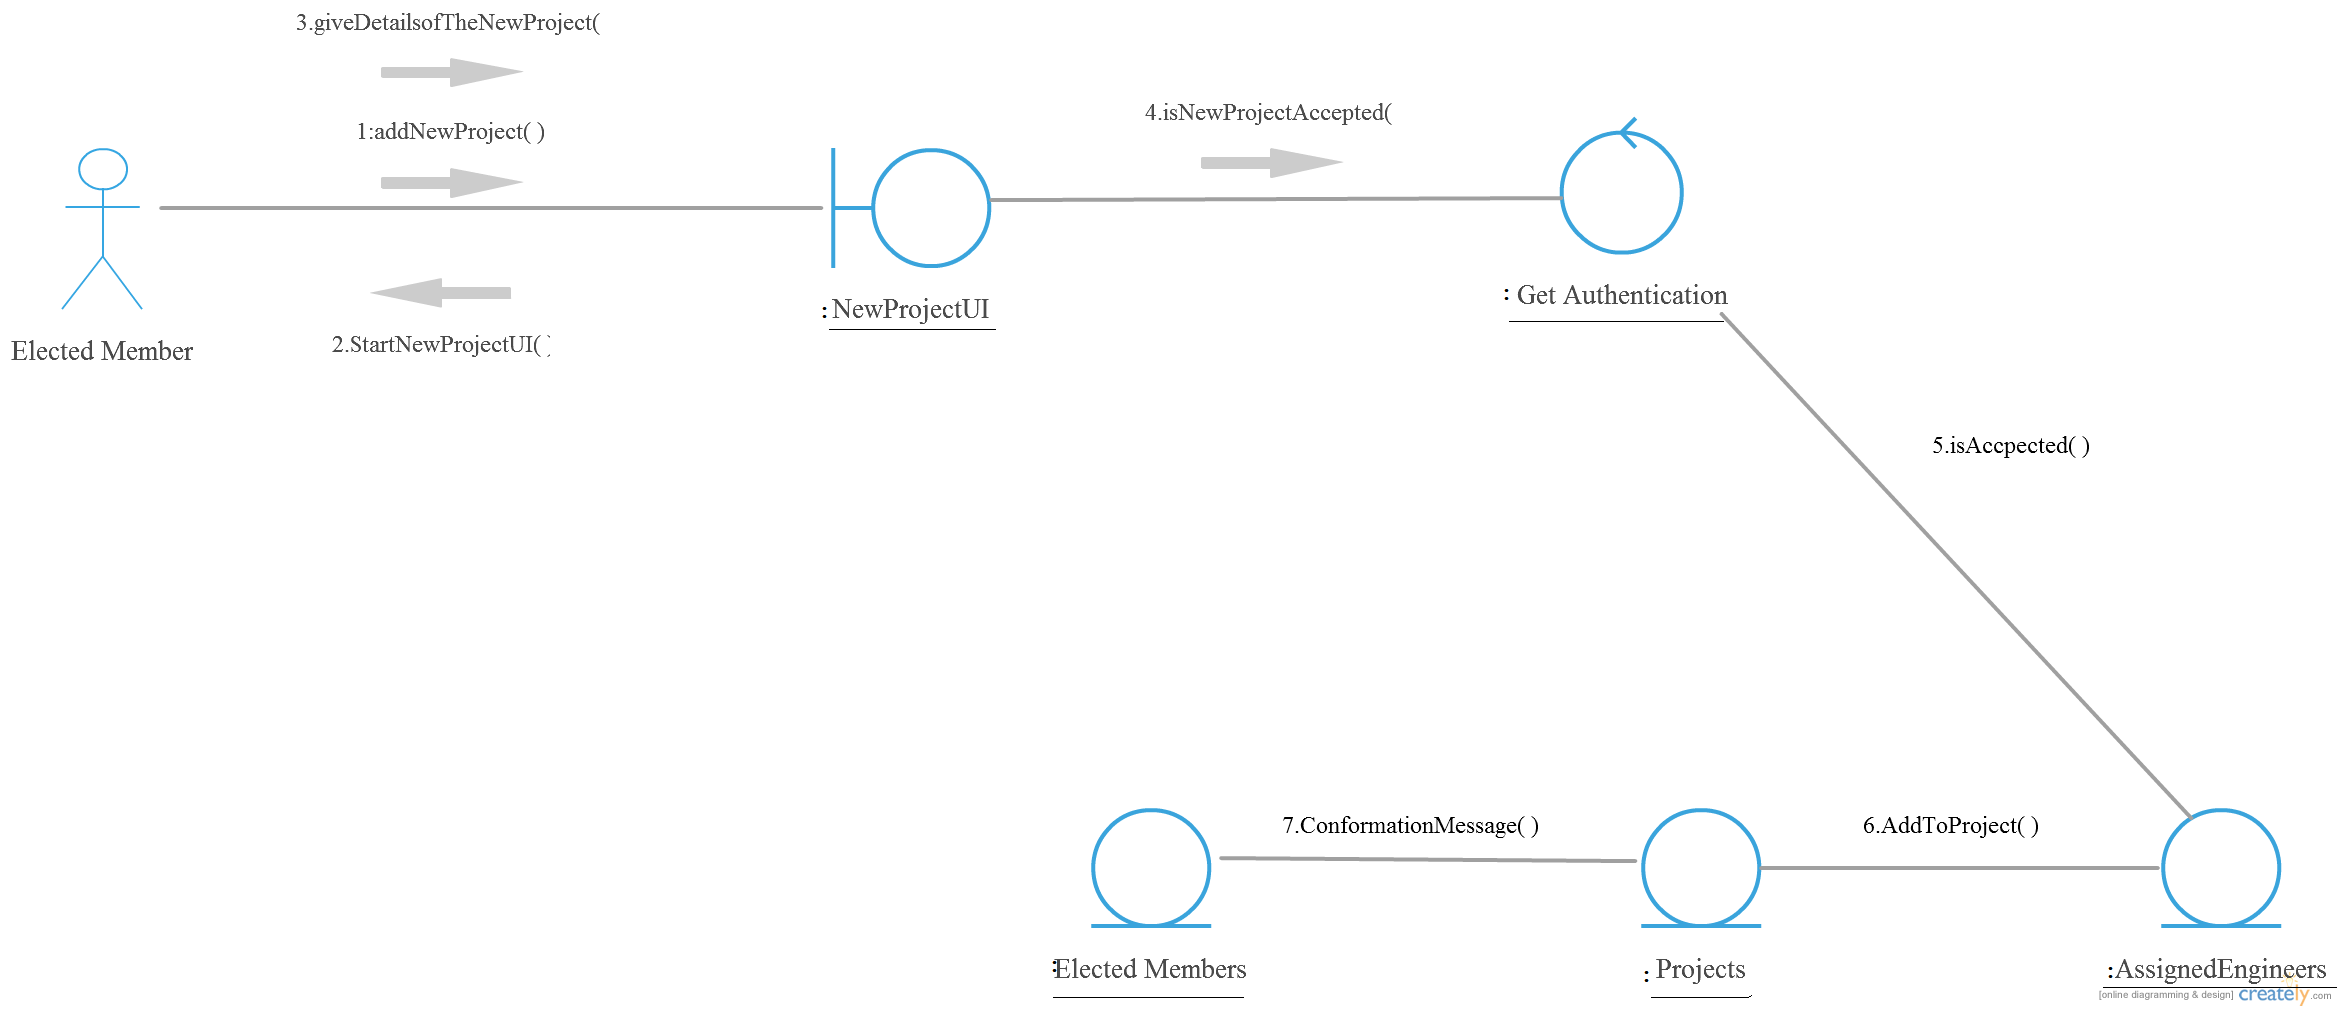 3.giveDetailsofTheNewProject(
1:addNewProject( )
4.isNewProjectAccepted(
: NewProjectUI
: Get Authentication
Elected Member
2.StartNewProjectUI( )
5.isAccpected( )
7.ConformationMessage( )
6.AddToProject( )
:Elected Members
: Projects
:AssignedEngineers
[online diagramming & design] creately.com